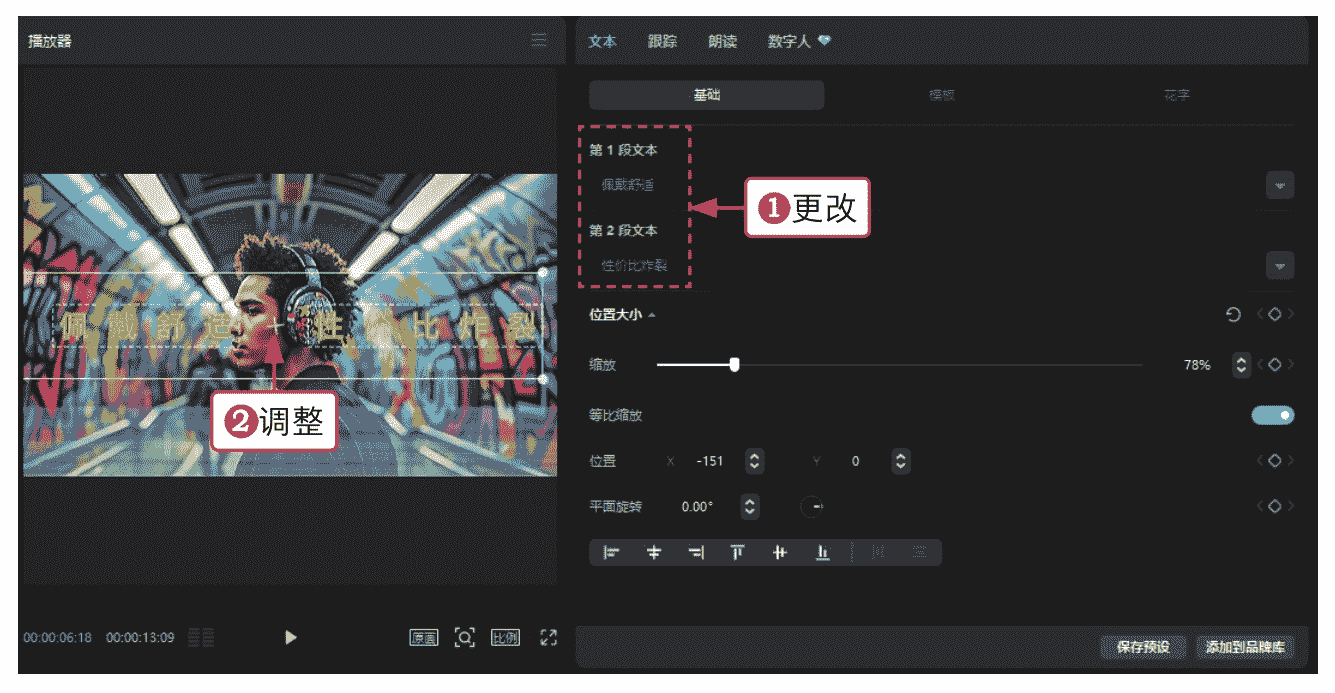 播放器
文本 跟踪 朗读 数字人
基础 模板 花字
第 1 段文本
佩戴舒适
❶更改
第 2 段文本
性价比炸裂
位置大小
佩戴舒适 + 性价比炸裂
缩放 78%
❷调整
等比缩放
位置 X -151 Y 0
平面旋转 0.00°
00:00:06:18 00:00:13:09 原画 比例
保存预设 添加到品牌库